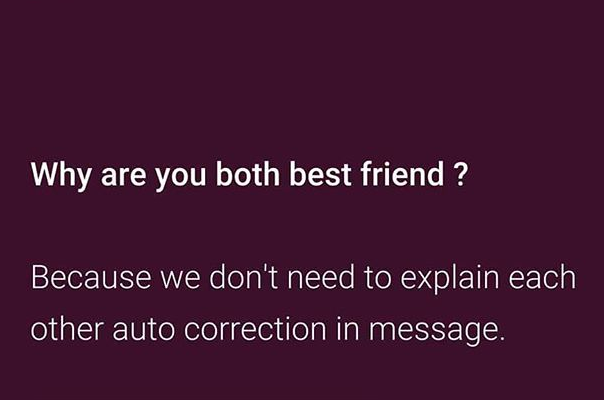 Why are you both best friend ?
Because we don't need to explain each
other auto correction in message.